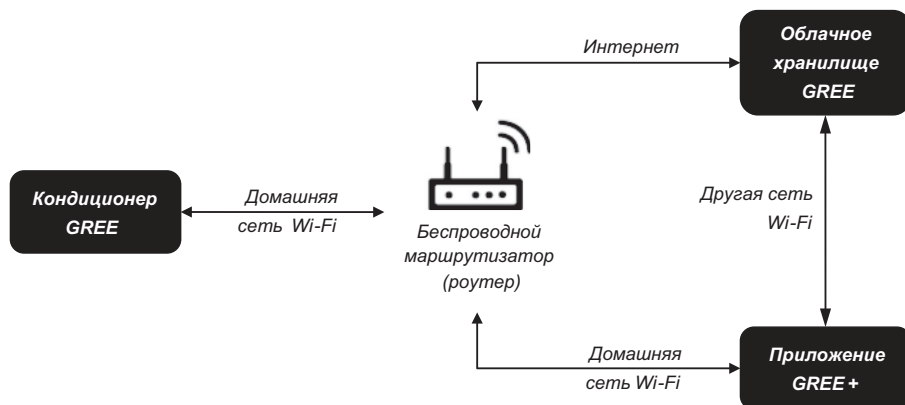 Интернет
Облачное
хранилище
GREE
Кондиционер
GREE
Домашняя
сеть Wi-Fi
Беспроводной
маршрутизатор
(роутер)
Другая сеть
Wi-Fi
Домашняя
сеть Wi-Fi
Приложение
GREE +